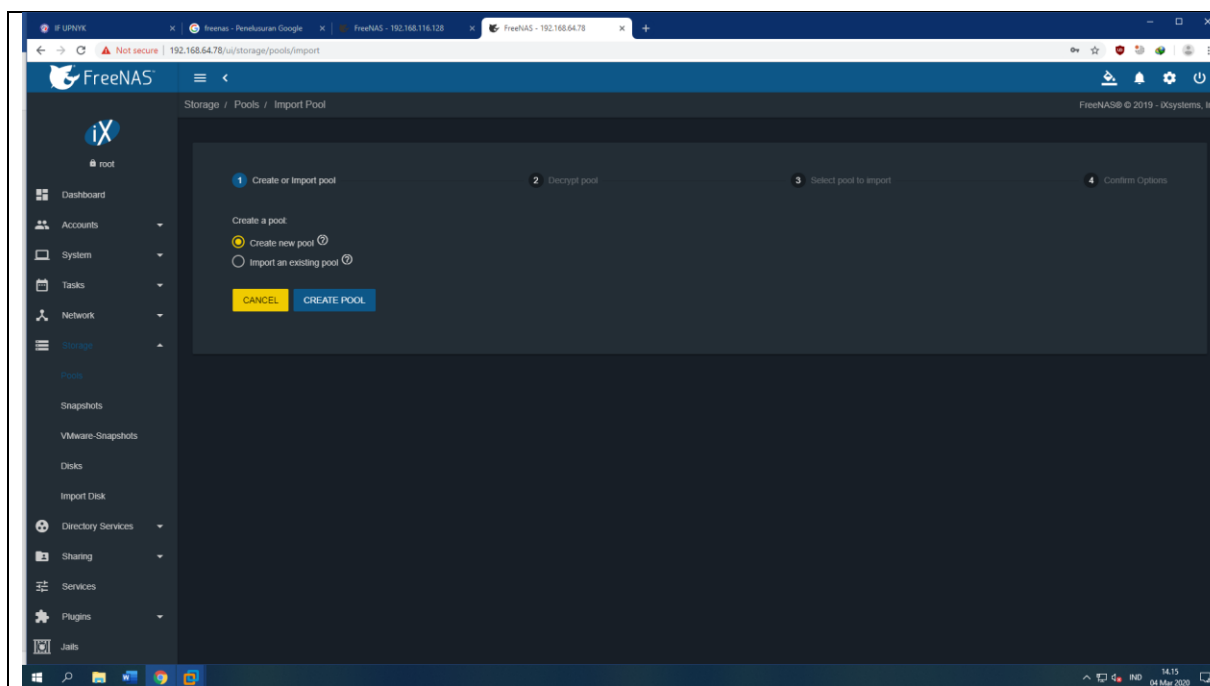 IF UPNYK
freenas - Penelusuran Google
FreeNAS - 192.168.116.128
FreeNAS - 192.168.64.78
Not secure | 192.168.64.78/ui/storage/pools/import
FreeNAS
Storage / Pools / Import Pool
FreeNAS® © 2019 - iXsystems,
iX
root
1 Create or Import pool
2 Decrypt pool
3 Select pool to import
4 Confirm Options
Create a pool:
Create new pool
Import an existing pool
CANCEL
CREATE POOL
Dashboard
Accounts
System
Tasks
Network
Storage
Pools
Snapshots
VMware-Snapshots
Disks
Import Disk
Directory Services
Sharing
Services
Plugins
Jails
IND
14.15
04 Mar 2020